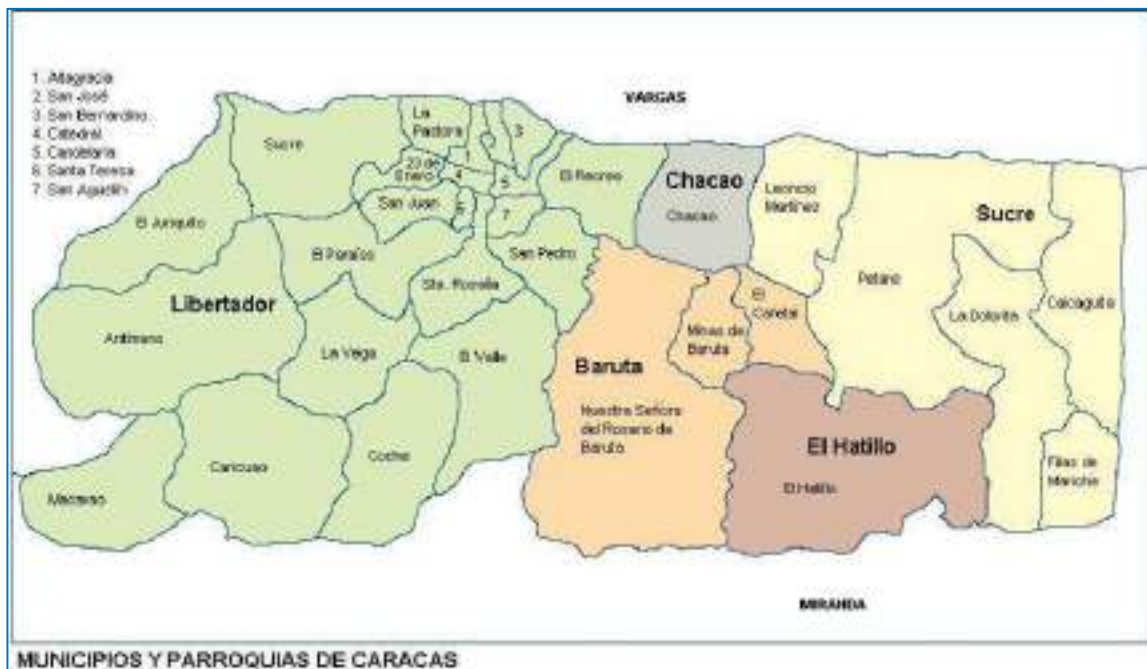 1. Altagracia
2. San José
3. San Bernardino
4. Catedral
5. Candelaria
6. Santa Teresa
7. San Agustín
VARGAS
Sucre
La
Pastora
1
3
23 de
Enero
4
5
El Recreo
Chacao
Chacao
Leoncio
Martínez
Sucre
El Junquito
San Juan
6
7
San Pedro
El Paraíso
Sta. Rosalia
Petare
La Dolorita
Caicaguita
Libertador
Antimano
La Vega
El Valle
Baruta
Minas de
Baruta
El
Cafetal
Nuestra Señora
del Rosario de
Baruta
El Hatillo
El Hatillo
Filas de
Mariche
Macarao
Caricuao
Coche
MIRANDA
MUNICIPIOS Y PARROQUIAS DE CARACAS